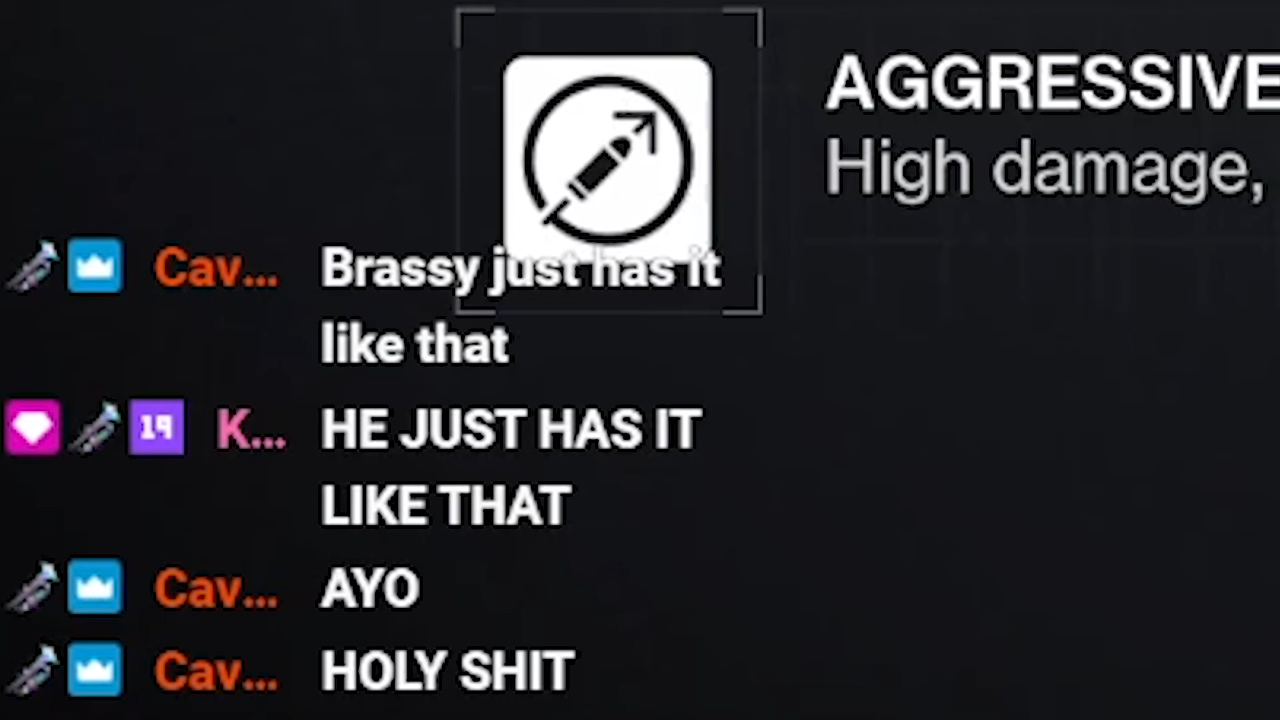 AGGRESSIVE
High damage,
Cav... Brassy just has it
like that
19 K... HE JUST HAS IT
LIKE THAT
Cav... AYO
Cav... HOLY SHIT